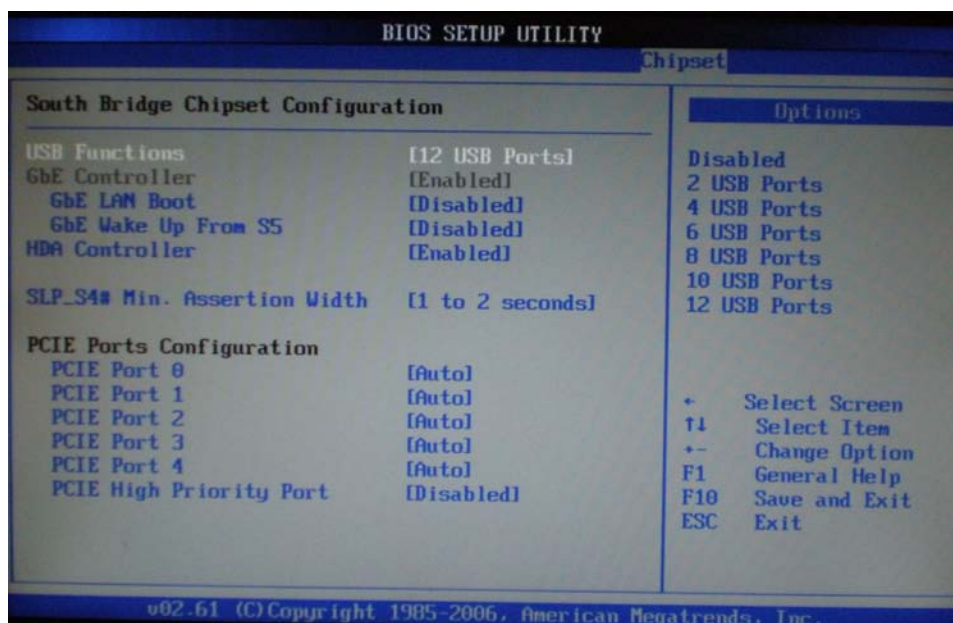 BIOS SETUP UTILITY
Chipset
South Bridge Chipset Configuration
USB Functions [12 USB Ports]
GbE Controller [Enabled]
GbE LAN Boot [Disabled]
GbE Wake Up From S5 [Disabled]
HDA Controller [Enabled]
SLP_S4# Min. Assertion Width [1 to 2 seconds]
PCIE Ports Configuration
PCIE Port 0 [Auto]
PCIE Port 1 [Auto]
PCIE Port 2 [Auto]
PCIE Port 3 [Auto]
PCIE Port 4 [Auto]
PCIE High Priority Port [Disabled]
Options
Disabled
2 USB Ports
4 USB Ports
6 USB Ports
8 USB Ports
10 USB Ports
12 USB Ports
← Select Screen
↑↓ Select Item
+- Change Option
F1 General Help
F10 Save and Exit
ESC Exit
v02.61 (C)Copyright 1985-2006, American Megatrends, Inc.